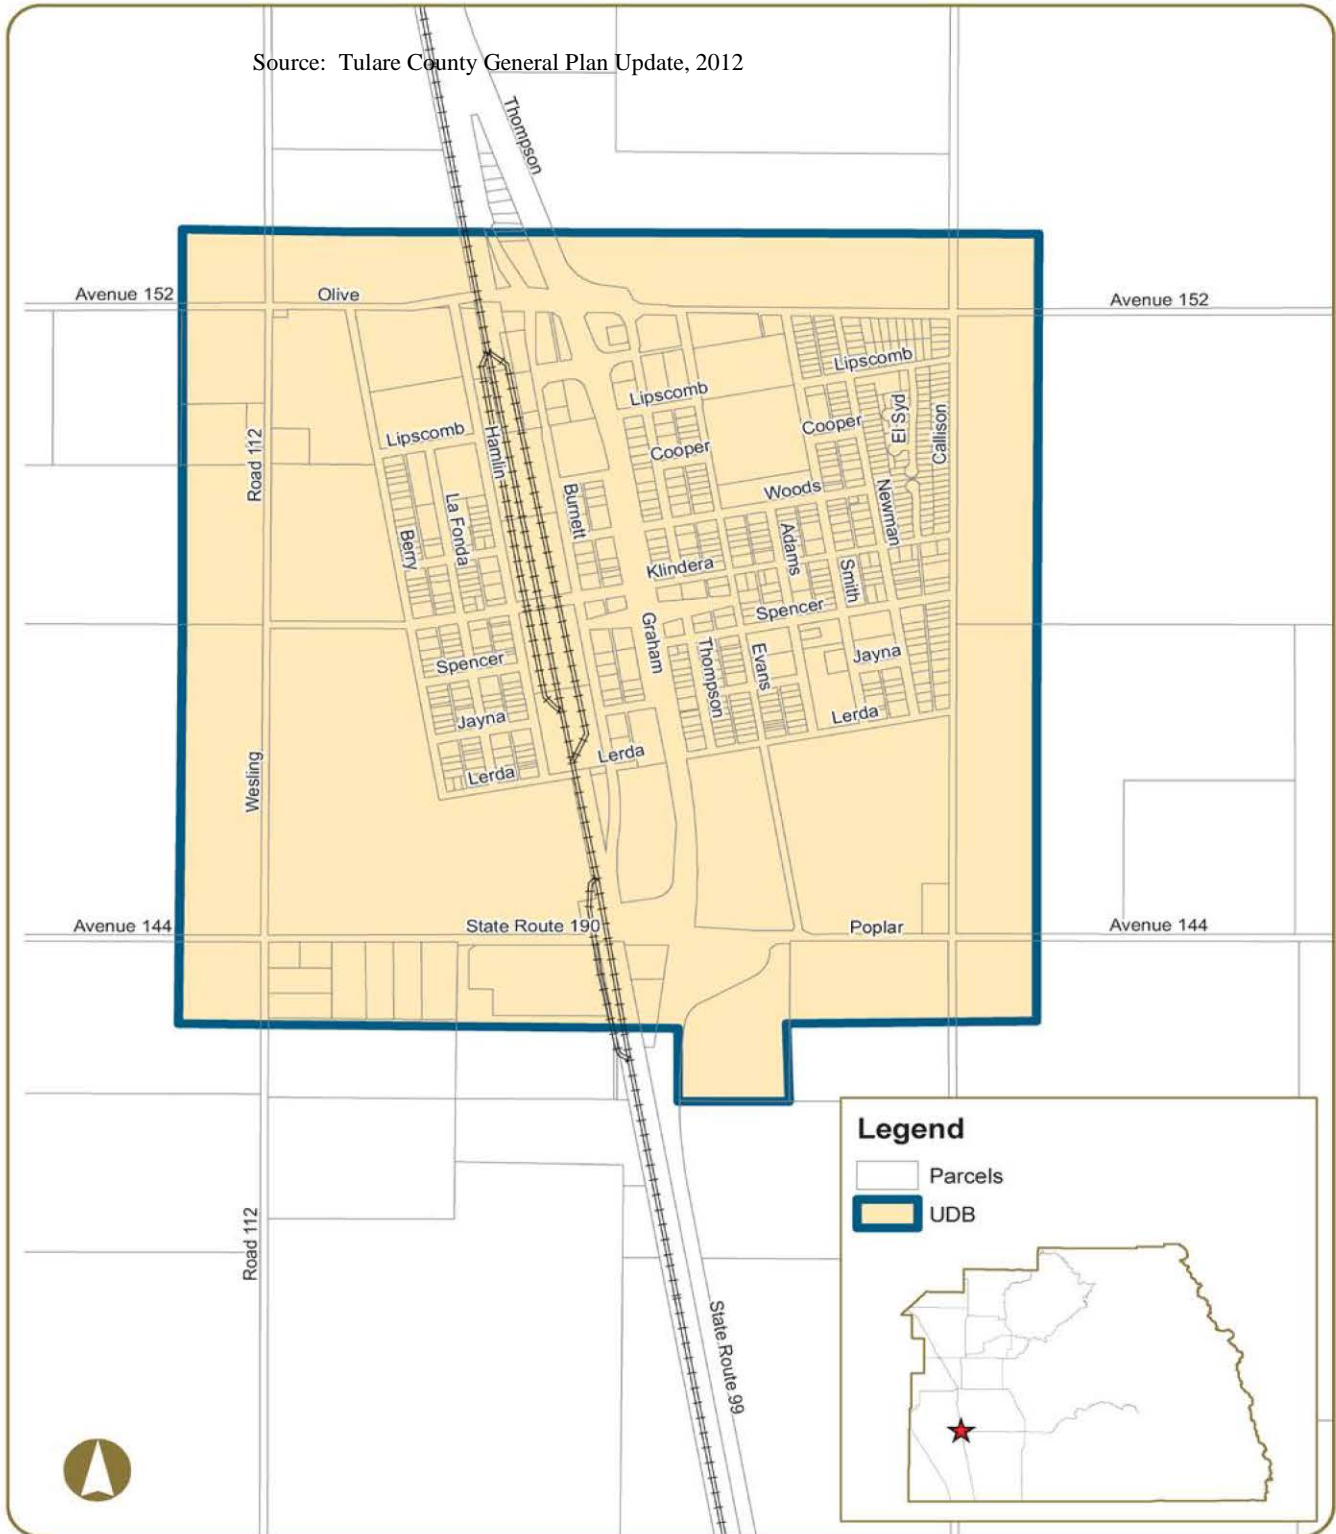 Source: Tulare County General Plan Update, 2012
Thompson
Avenue 152
Olive
Avenue 152
Lipscomb
Lipscomb
El Syd
Callison
Cooper
Lipscomb
Road 112
Hamlin
Cooper
Woods
Newman
Burnett
La Fonda
Berry
Adams
Klindera
Smith
Spencer
Graham
Thompson
Evans
Jayna
Spencer
Jayna
Lerda
Lerda
Lerda
Wesling
Avenue 144
State Route 190
Poplar
Avenue 144
Road 112
State Route 99
Legend
Parcels
UDB